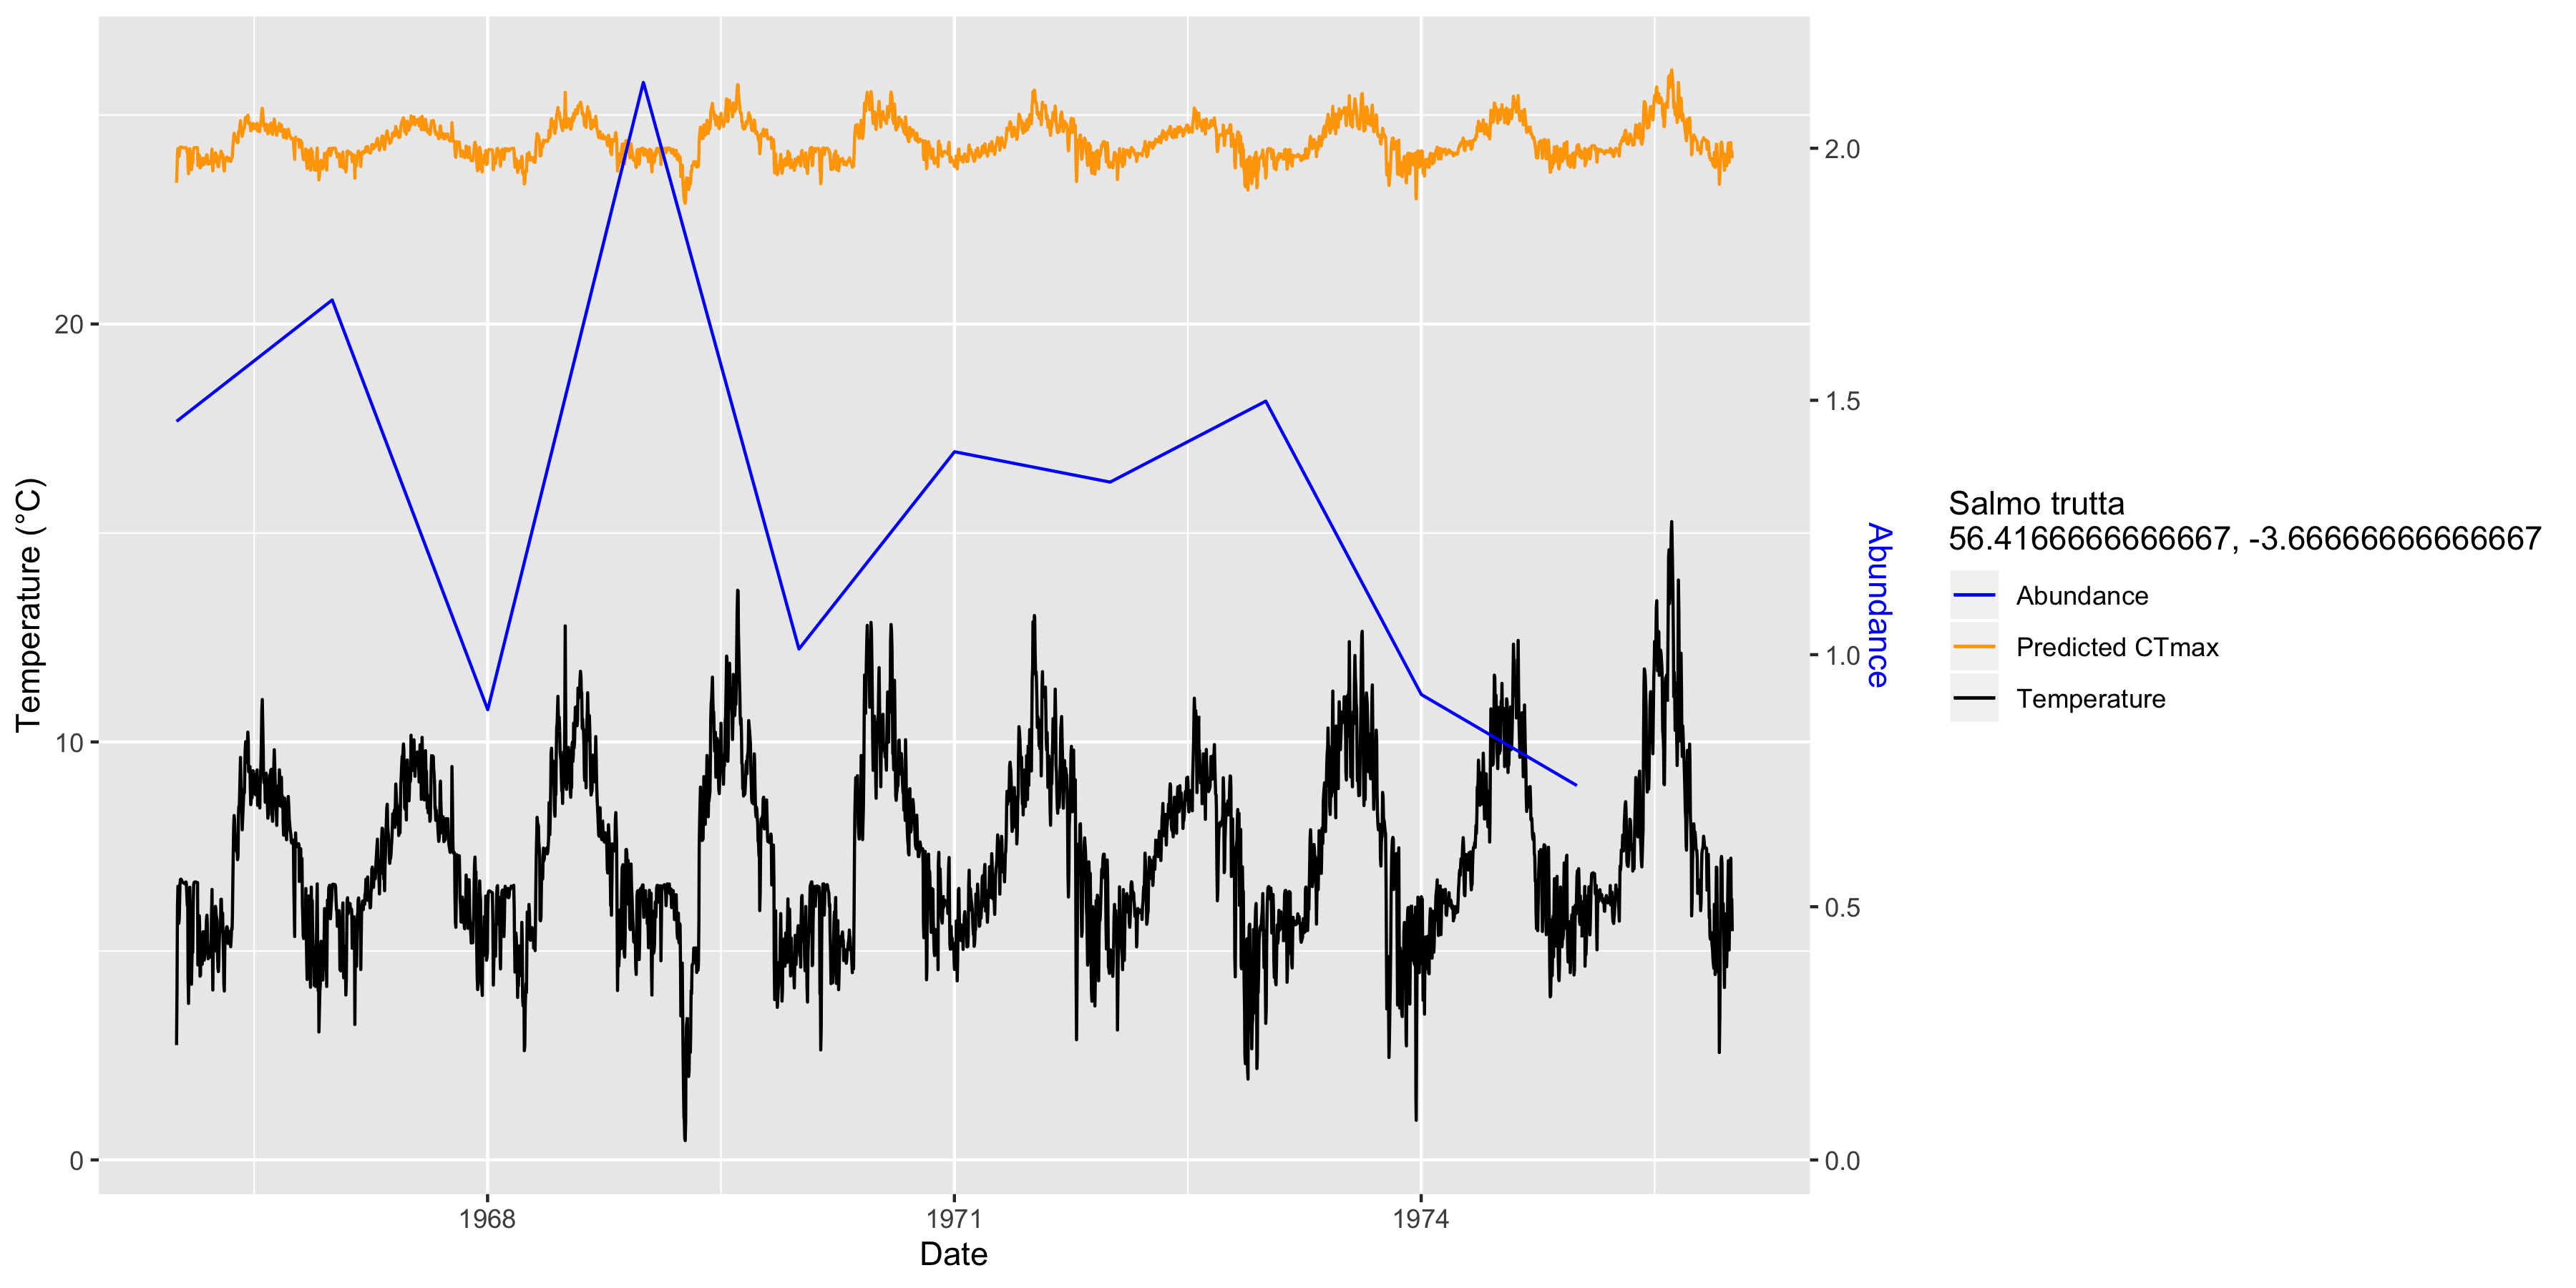 Temperature (°C)
20
10
0
1968
1971
1974
Date
2.0
1.5
1.0
0.5
0.0
Abundance
Salmo trutta
56.4166666666667, -3.66666666666667
Abundance
Predicted CTmax
Temperature